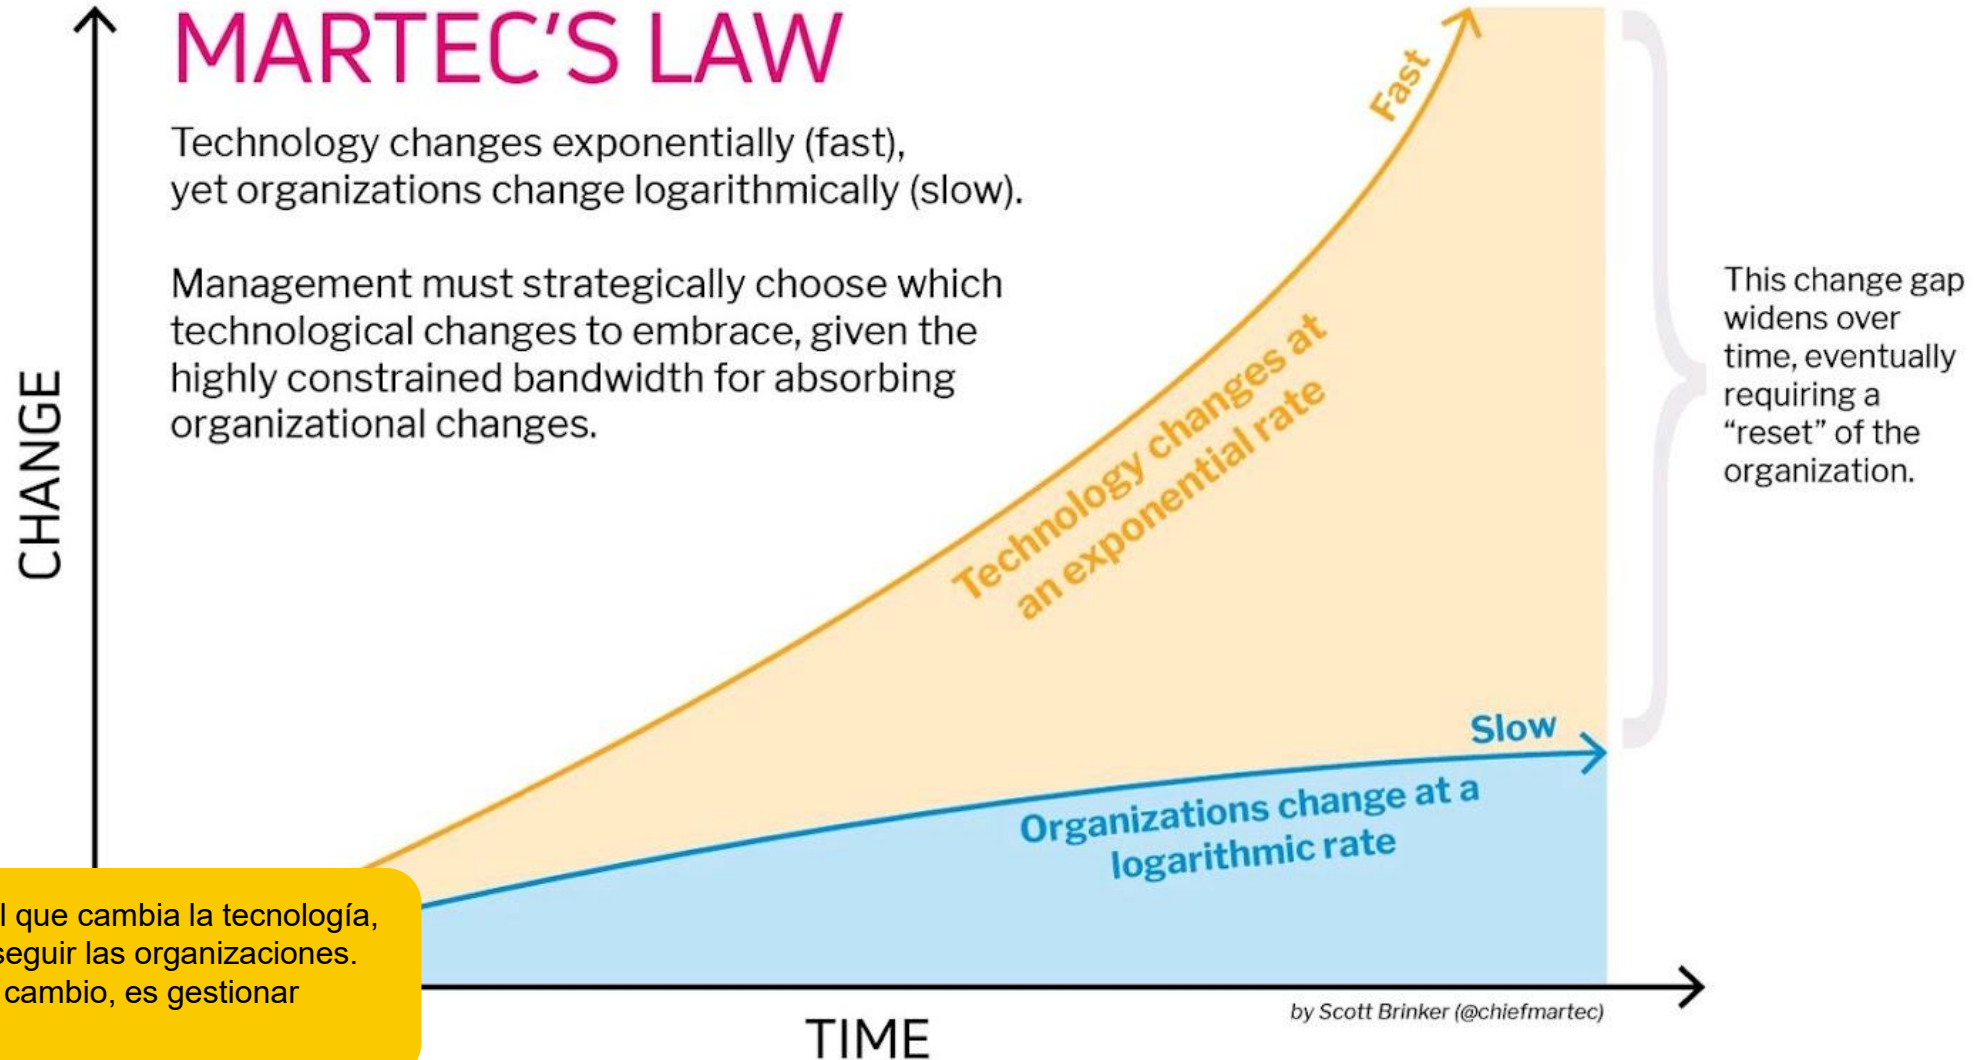 MARTEC’S LAW
Technology changes exponentially (fast),
yet organizations change logarithmically (slow).
Management must strategically choose which
technological changes to embrace, given the
highly constrained bandwidth for absorbing
organizational changes.
CHANGE
Fast
Technology changes at
an exponential rate
This change gap
widens over
time, eventually
requiring a
“reset” of the
organization.
Slow
Organizations change at a
logarithmic rate
que cambia la tecnología,
seguir las organizaciones.
cambio, es gestionar
by Scott Brinker (@chiefmartec)
TIME